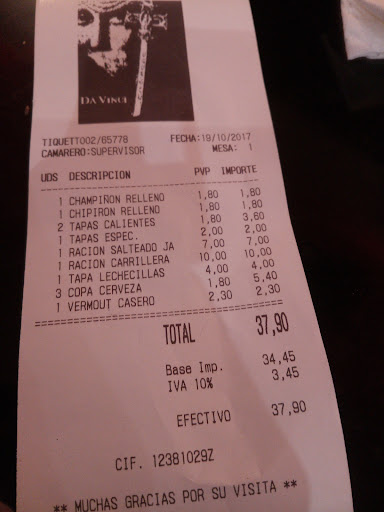 DA VINCI
TIQUETT002/65778 FECHA:19/10/2017
CAMARERO:SUPERVISOR MESA: 1
UDS DESCRIPCION PVP IMPORTE
1 CHAMPIÑON RELLENO 1,80 1,80
1 CHIPIRON RELLENO 1,80 1,80
2 TAPAS CALIENTES 1,80 3,60
1 TAPAS ESPEC. 2,00 2,00
1 RACION SALTEADO JA 7,00 7,00
1 RACION CARRILLERA 10,00 10,00
1 TAPA LECHECILLAS 4,00 4,00
3 COPA CERVEZA 1,80 5,40
1 VERMOUT CASERO 2,30 2,30
TOTAL 37,90
Base Imp. 34,45
IVA 10% 3,45
EFECTIVO 37,90
CIF. 12381029Z
** MUCHAS GRACIAS POR SU VISITA **